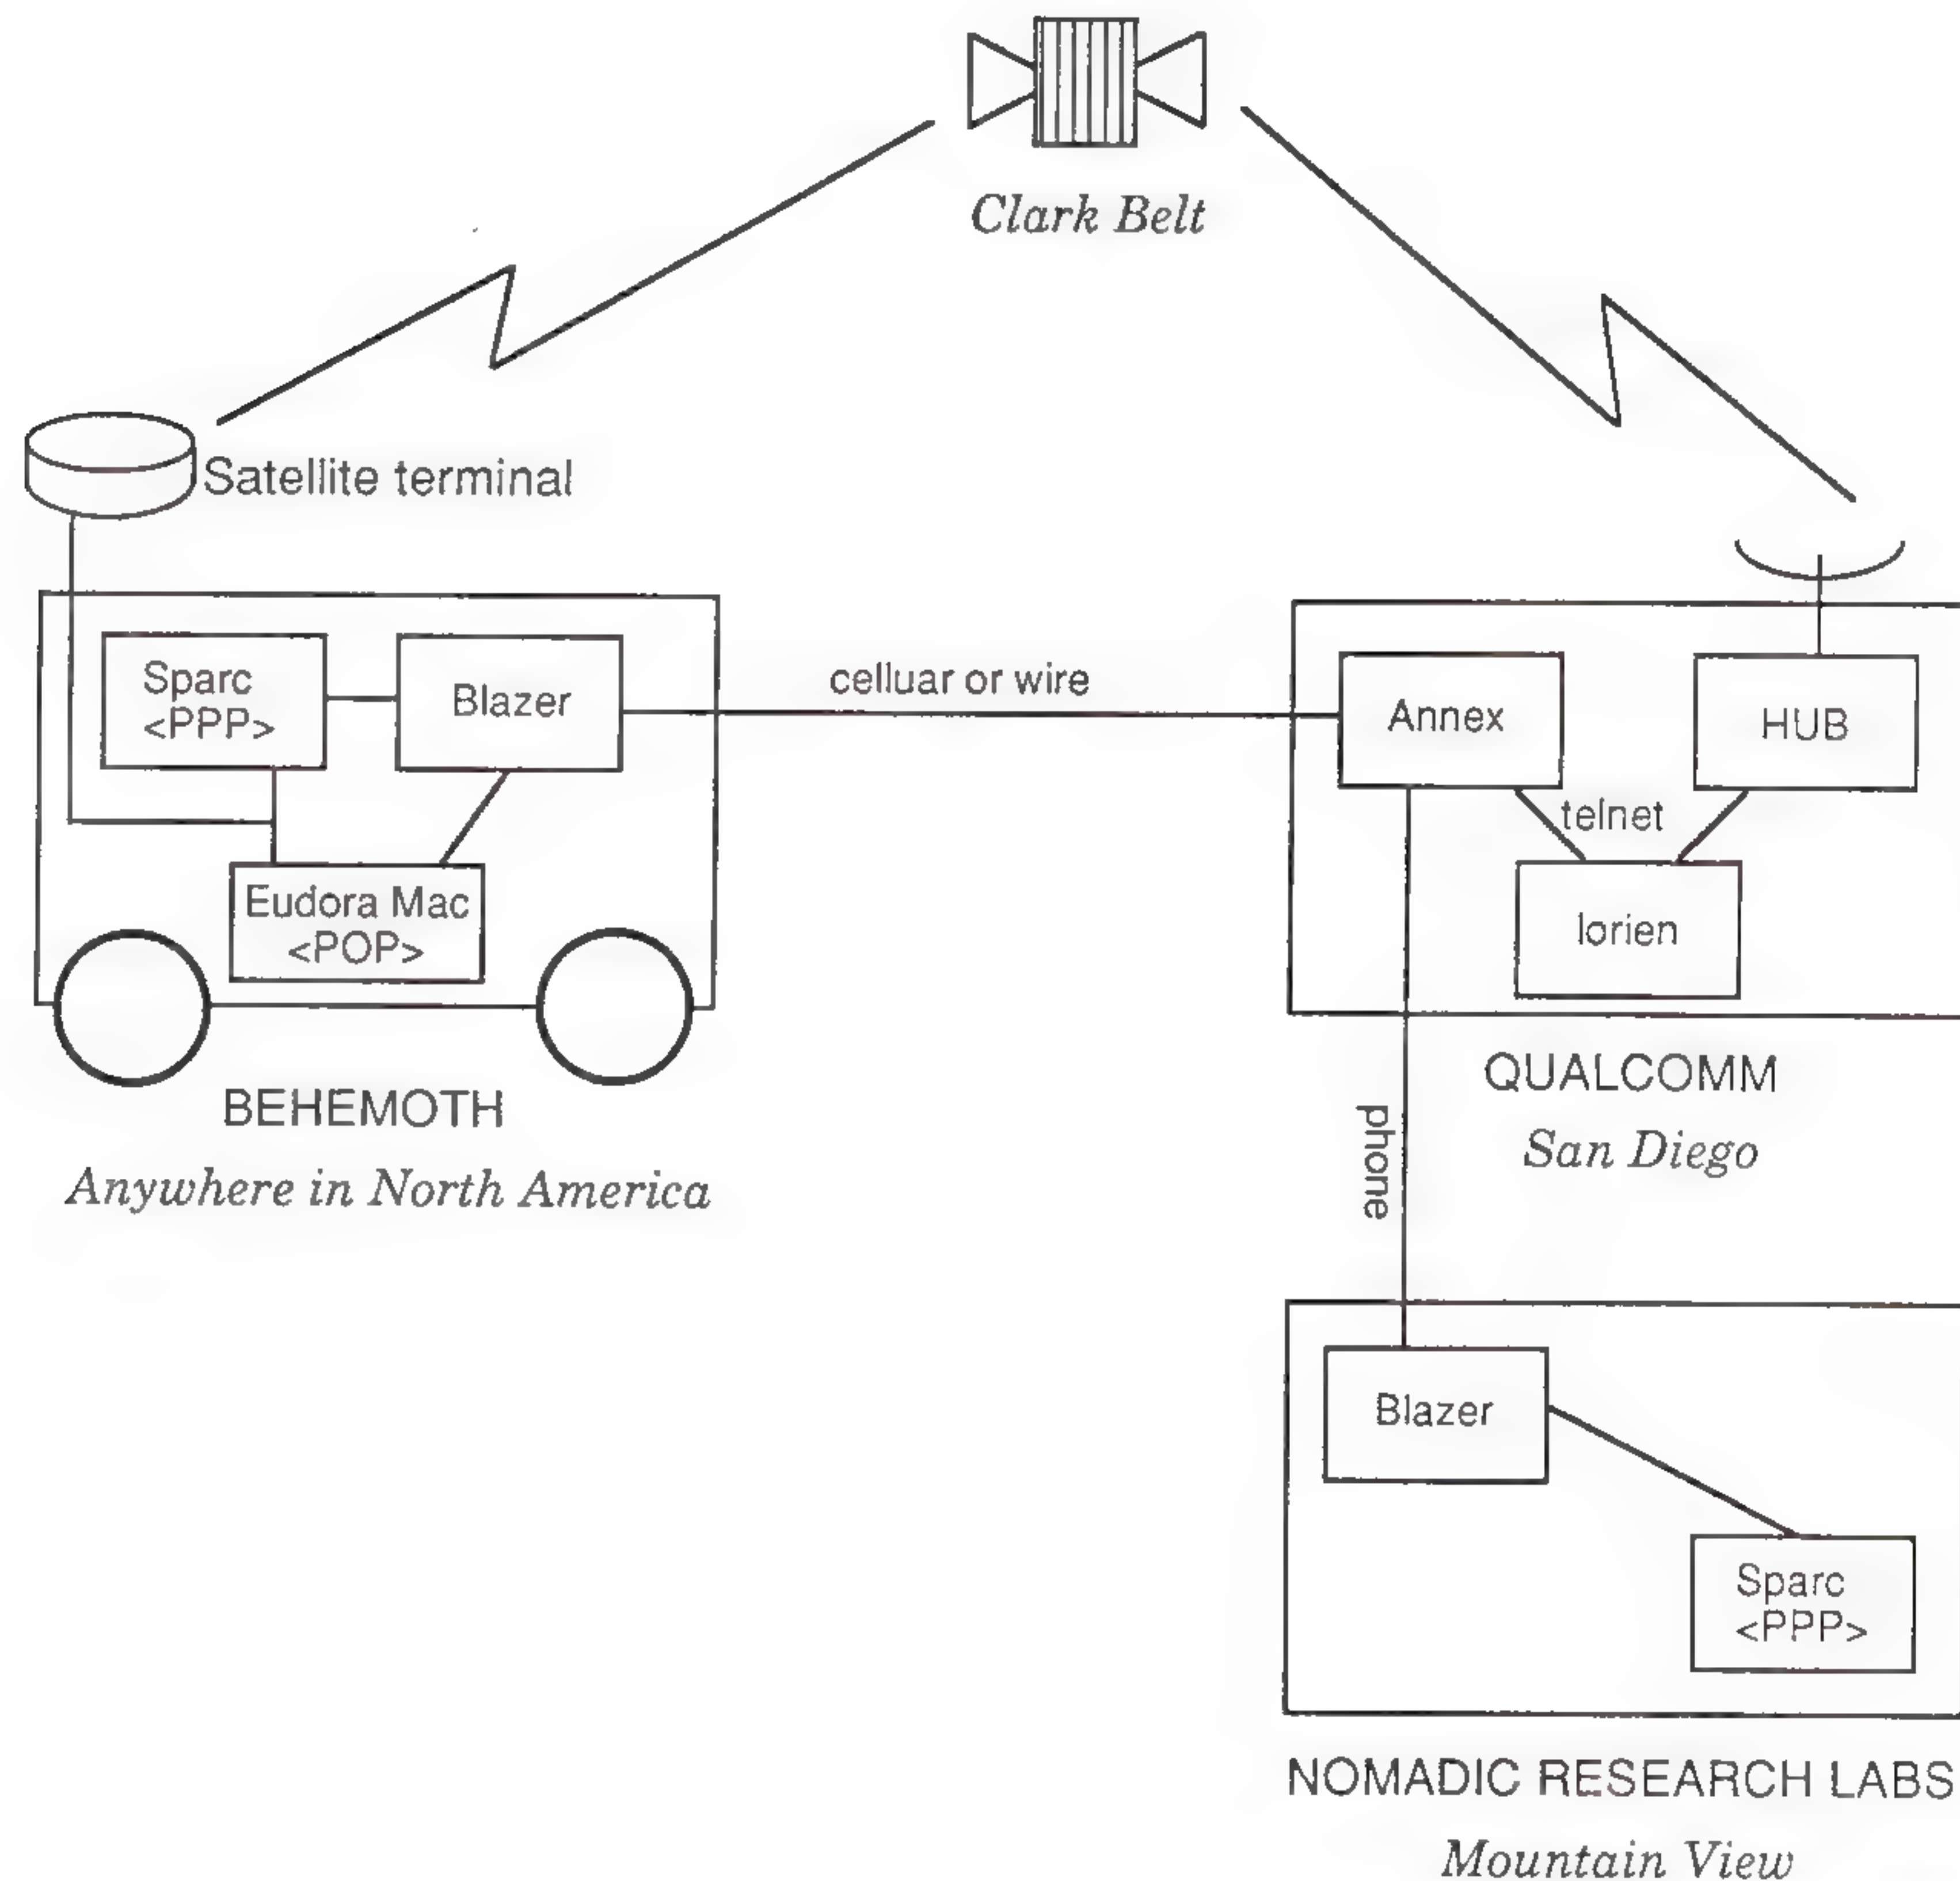 Clark Belt
Satellite terminal
Sparc
<PPP>
Blazer
Eudora Mac
<POP>
BEHEMOTH
Anywhere in North America
celluar or wire
Annex
HUB
telnet
lorien
QUALCOMM
San Diego
phone
Blazer
Sparc
<PPP>
NOMADIC RESEARCH LABS
Mountain View